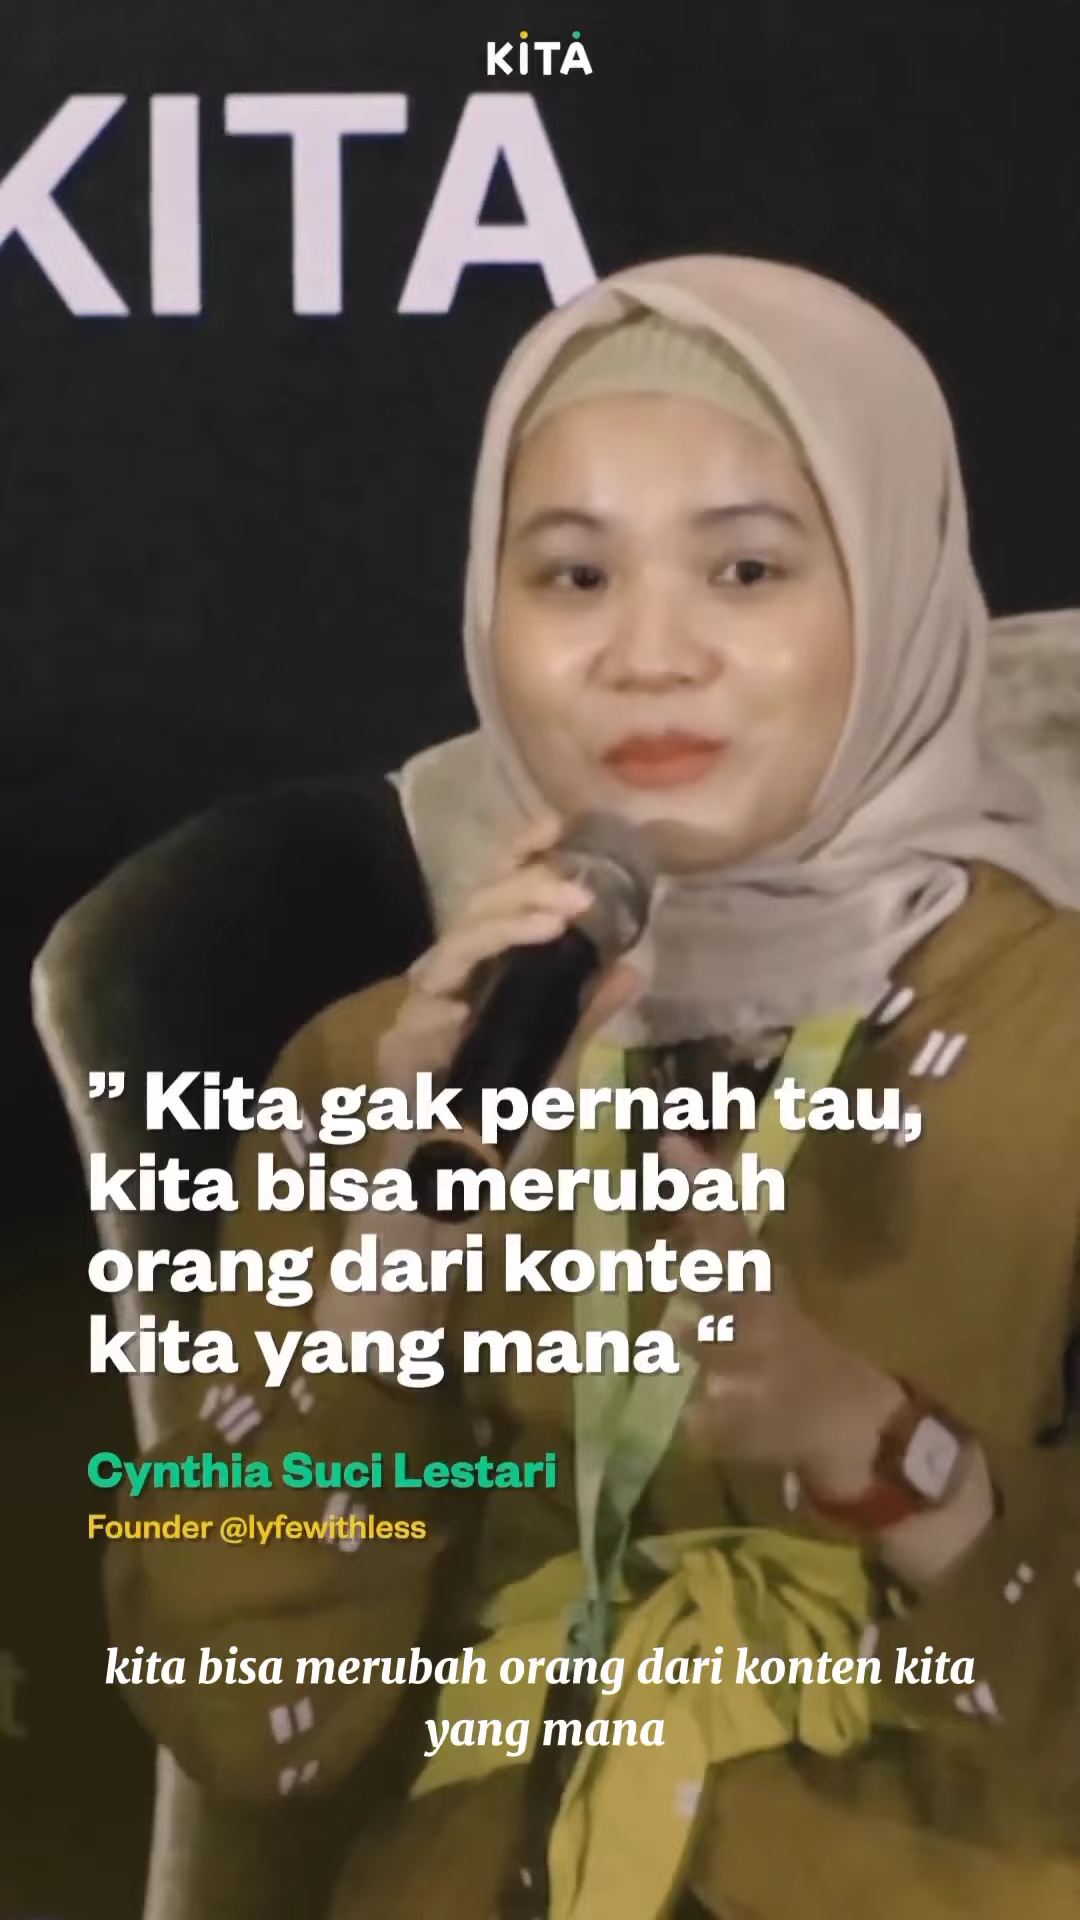 KITA
KITA
” Kita gak pernah tau,
kita bisa merubah
orang dari konten
kita yang mana “
Cynthia Suci Lestari
Founder @lyfewithless
kita bisa merubah orang dari konten kita
yang mana